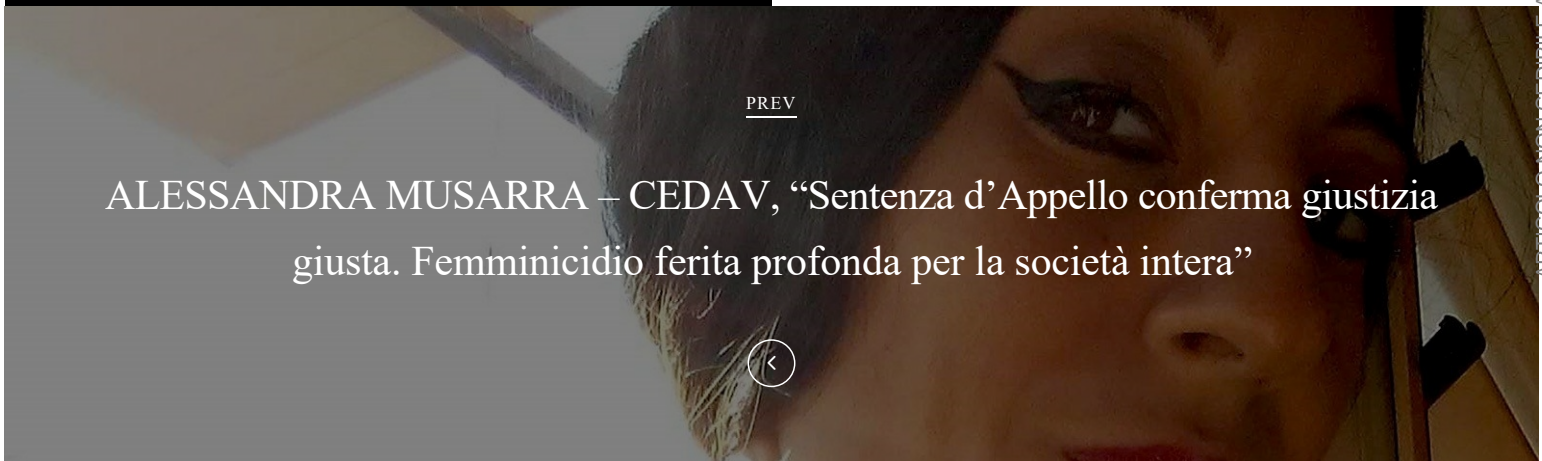 PREV
ALESSANDRA MUSARRA – CEDAV, “Sentenza d’Appello conferma giustizia
giusta. Femminicidio ferita profonda per la società intera”